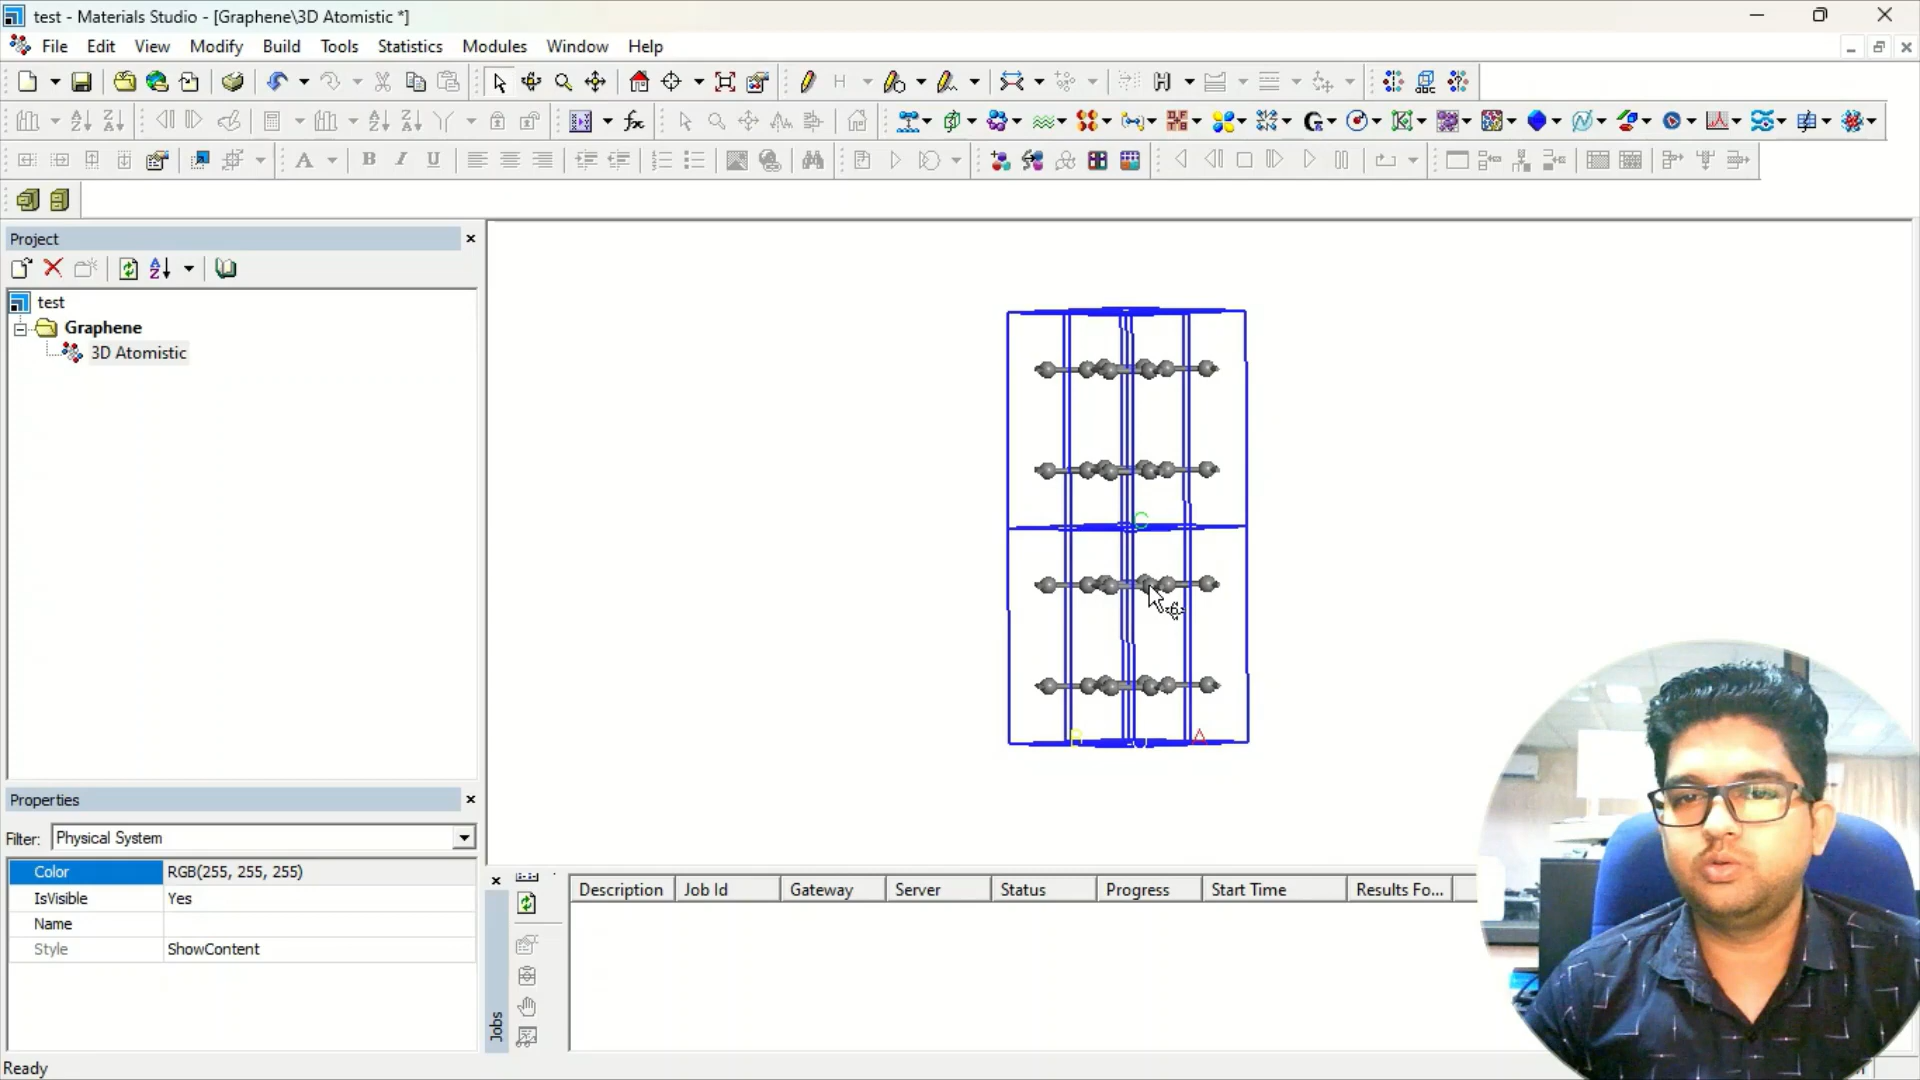 test - Materials Studio - [Graphene\3D Atomistic *]
File Edit View Modify Build Tools Statistics Modules Window Help
Project
test
Graphene
3D Atomistic
C
B
O
A
Properties
Filter: Physical System
Color RGB(255, 255, 255)
IsVisible Yes
Name
Style ShowContent
Jobs
Description Job Id Gateway Server Status Progress Start Time Results Fo...
Ready